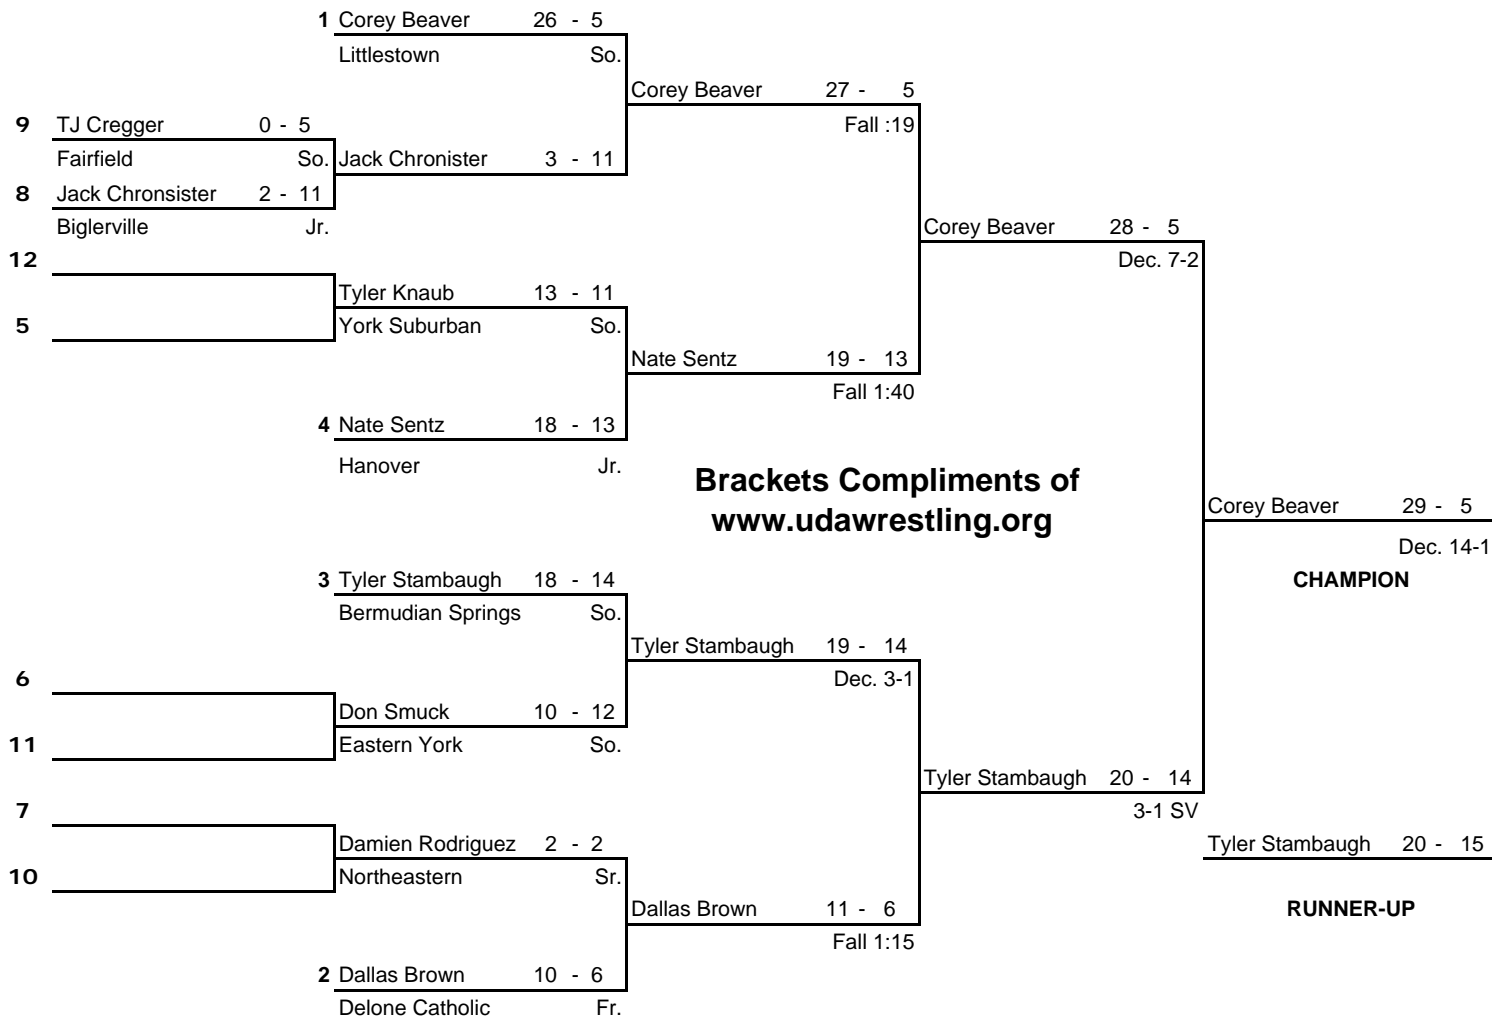 1 Corey Beaver 26 - 5
Littlestown So.
Corey Beaver 27 - 5
Fall :19
9 TJ Cregger 0 - 5
Fairfield So.
Jack Chronister 3 - 11
8 Jack Chronsister 2 - 11
Biglerville Jr.
Corey Beaver 28 - 5
Dec. 7-2
12
Tyler Knaub 13 - 11
5
York Suburban So.
Nate Sentz 19 - 13
Fall 1:40
4 Nate Sentz 18 - 13
Hanover Jr.
Brackets Compliments of
www.udawrestling.org
Corey Beaver 29 - 5
Dec. 14-1
CHAMPION
3 Tyler Stambaugh 18 - 14
Bermudian Springs So.
Tyler Stambaugh 19 - 14
Dec. 3-1
6
Don Smuck 10 - 12
11
Eastern York So.
Tyler Stambaugh 20 - 14
3-1 SV
7
Damien Rodriguez 2 - 2
10
Northeastern Sr.
Tyler Stambaugh 20 - 15
RUNNER-UP
Dallas Brown 11 - 6
Fall 1:15
2 Dallas Brown 10 - 6
Delone Catholic Fr.